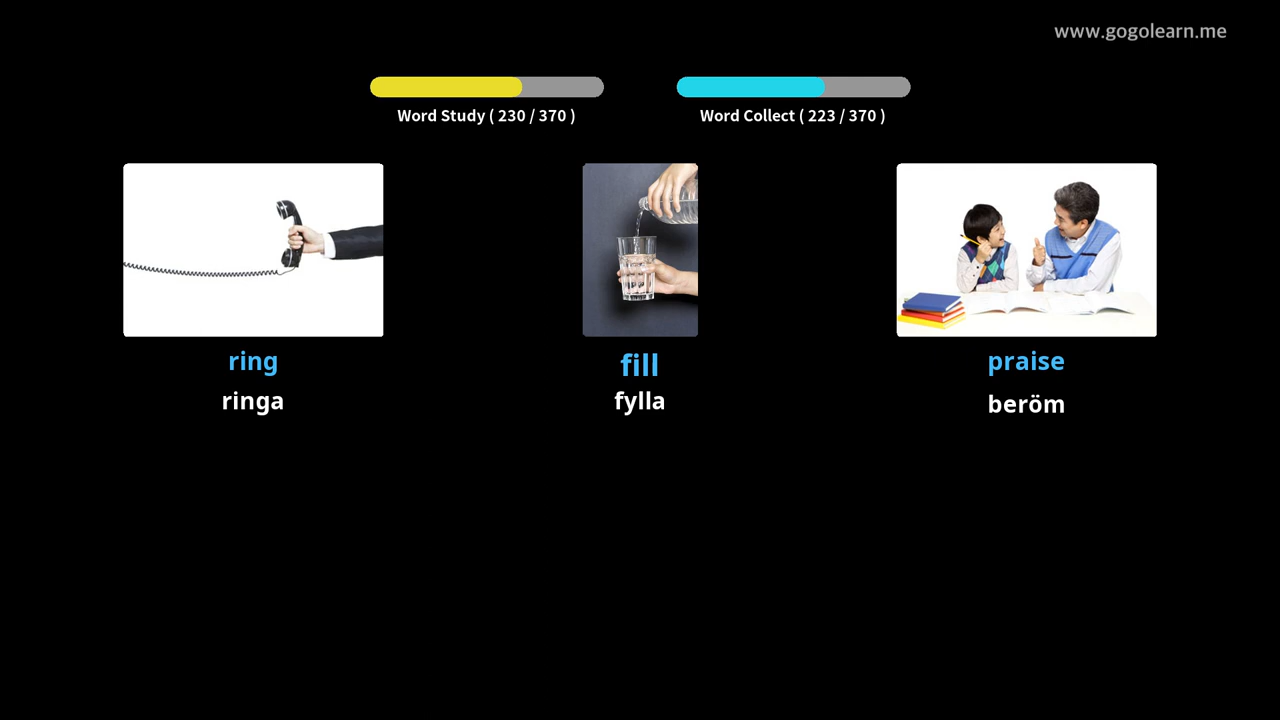 www.gogolearn.me
Word Study ( 230 / 370 )
Word Collect ( 223 / 370 )
ring
ringa
fill
fylla
praise
beröm